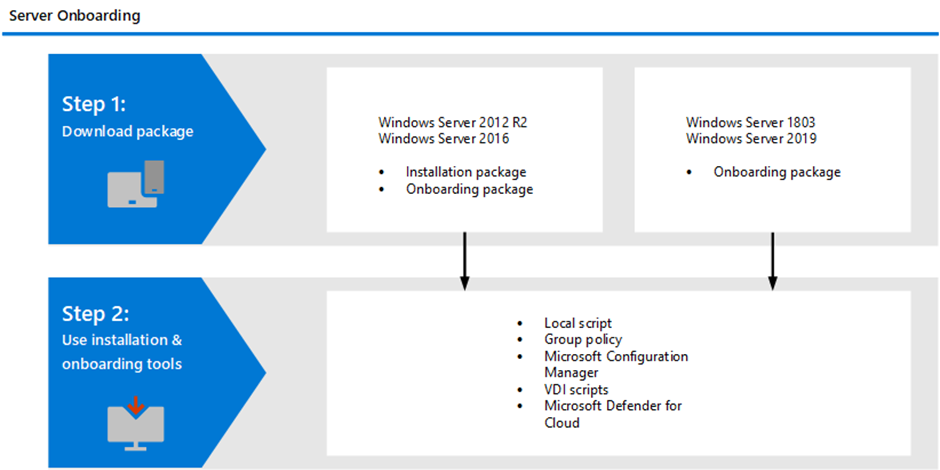 Server Onboarding
Step 1:
Download package
Windows Server 2012 R2
Windows Server 2016
• Installation package
• Onboarding package
Windows Server 1803
Windows Server 2019
• Onboarding package
Step 2:
Use installation &
onboarding tools
• Local script
• Group policy
• Microsoft Configuration
Manager
• VDI scripts
• Microsoft Defender for
Cloud